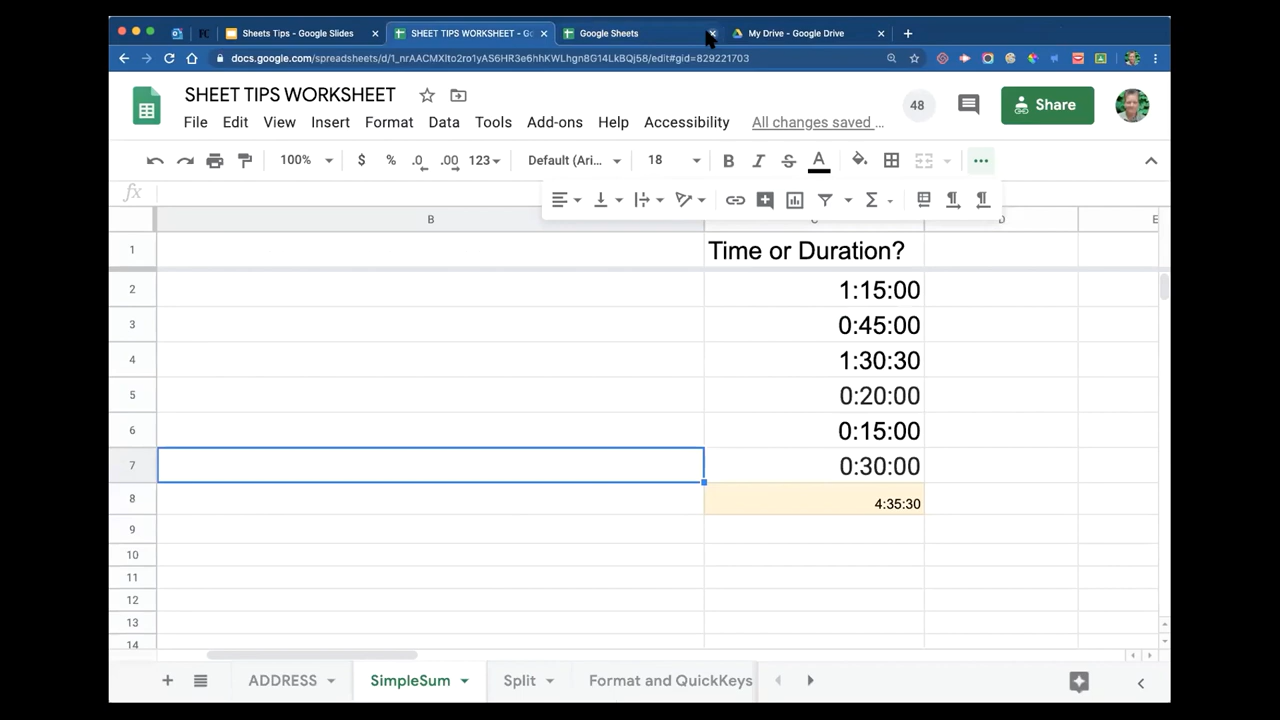 Sheets Tips - Google Slides
SHEET TIPS WORKSHEET - Go
Google Sheets
My Drive - Google Drive
docs.google.com/spreadsheets/d/1_nrAACMXIto2ro1yAS6HR3e6hhKWLhgn8G14LkBQj58/edit#gid=829221703
SHEET TIPS WORKSHEET
48
Share
File Edit View Insert Format Data Tools Add-ons Help Accessibility All changes saved ...
100% $ % .0 .00 123 Default (Ari... 18 B I S A
fx
B C D E
1 Time or Duration?
2 1:15:00
3 0:45:00
4 1:30:30
5 0:20:00
6 0:15:00
7 0:30:00
8 4:35:30
9
10
11
12
13
14
ADDRESS SimpleSum Split Format and QuickKeys